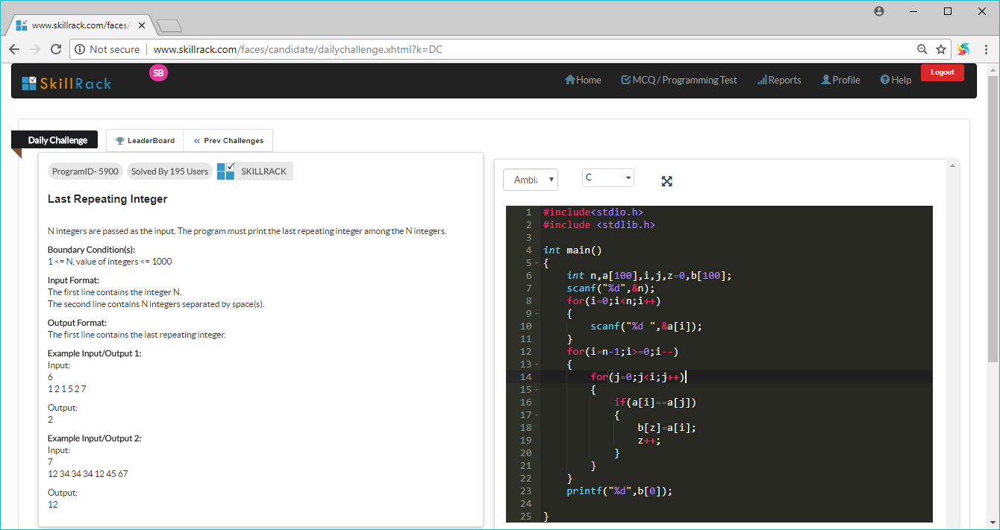 www.skillrack.com/faces/
Not secure www.skillrack.com/faces/candidate/dailychallenge.xhtml?k=DC
SkillRack
SB
Home
MCQ / Programming Test
Reports
Profile
Help
Logout
Daily Challenge
LeaderBoard
Prev Challenges
ProgramID- 5900
Solved By 195 Users
SKILLRACK
Last Repeating Integer
N integers are passed as the input. The program must print the last repeating integer among the N integers.
Boundary Condition(s):
1 <= N, value of integers <= 1000
Input Format:
The first line contains the integer N.
The second line contains N integers separated by space(s).
Output Format:
The first line contains the last repeating integer.
Example Input/Output 1:
Input:
6
1 2 1 5 2 7
Output:
2
Example Input/Output 2:
Input:
7
12 34 34 34 12 45 67
Output:
12
Ambi
C
1 #include<stdio.h>
2 #include <stdlib.h>
3
4 int main()
5 {
6 int n,a[100],i,j,z=0,b[100];
7 scanf("%d",&n);
8 for(i=0;i<n;i++)
9 {
10 scanf("%d ",&a[i]);
11 }
12 for(i=n-1;i>=0;i--)
13 {
14 for(j=0;j<i;j++)
15 {
16 if(a[i]==a[j])
17 {
18 b[z]=a[i];
19 z++;
20 }
21 }
22 }
23 printf("%d",b[0]);
24
25 }